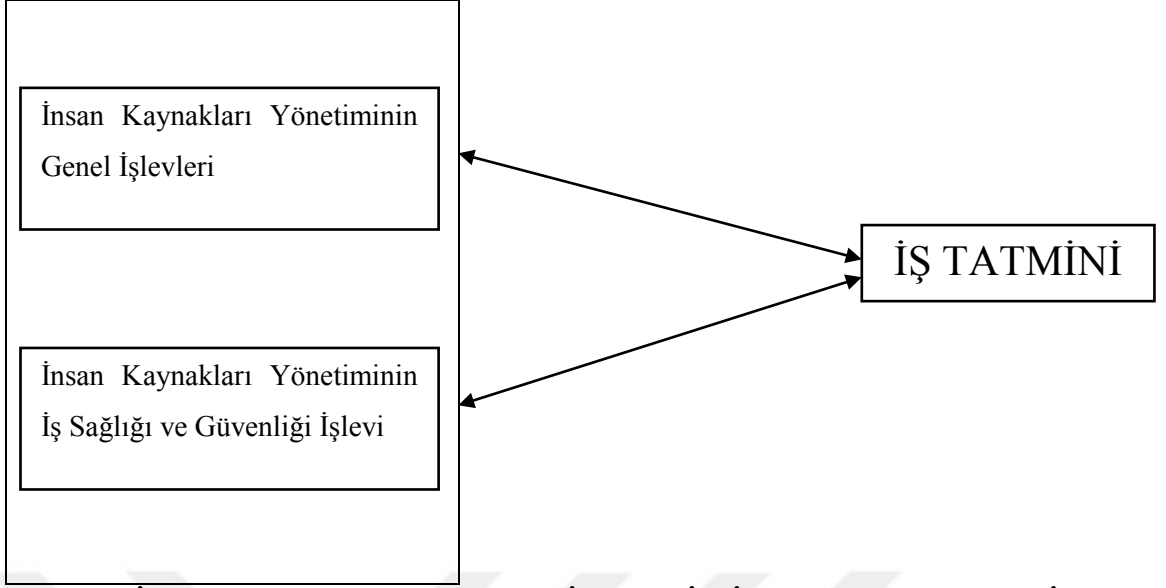 İnsan Kaynakları Yönetiminin
Genel İşlevleri
İŞ TATMİNİ
İnsan Kaynakları Yönetiminin
İş Sağlığı ve Güvenliği İşlevi